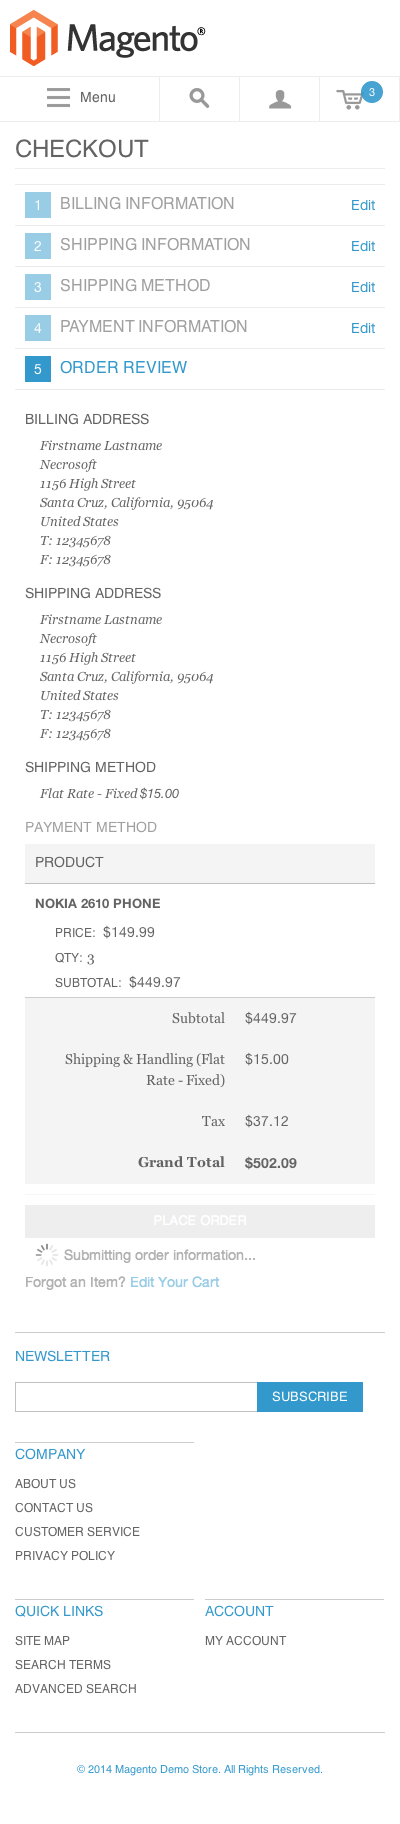 Magento®
Menu
3
CHECKOUT
1 BILLING INFORMATION Edit
2 SHIPPING INFORMATION Edit
3 SHIPPING METHOD Edit
4 PAYMENT INFORMATION Edit
5 ORDER REVIEW
BILLING ADDRESS
Firstname Lastname
Necrosoft
1156 High Street
Santa Cruz, California, 95064
United States
T: 12345678
F: 12345678
SHIPPING ADDRESS
Firstname Lastname
Necrosoft
1156 High Street
Santa Cruz, California, 95064
United States
T: 12345678
F: 12345678
SHIPPING METHOD
Flat Rate - Fixed $15.00
PAYMENT METHOD
PRODUCT
NOKIA 2610 PHONE
PRICE: $149.99
QTY: 3
SUBTOTAL: $449.97
Subtotal $449.97
Shipping & Handling (Flat $15.00
Rate - Fixed)
Tax $37.12
Grand Total $502.09
PLACE ORDER
Submitting order information...
Forgot an Item? Edit Your Cart
NEWSLETTER
SUBSCRIBE
COMPANY
ABOUT US
CONTACT US
CUSTOMER SERVICE
PRIVACY POLICY
QUICK LINKS
SITE MAP
SEARCH TERMS
ADVANCED SEARCH
ACCOUNT
MY ACCOUNT
© 2014 Magento Demo Store. All Rights Reserved.